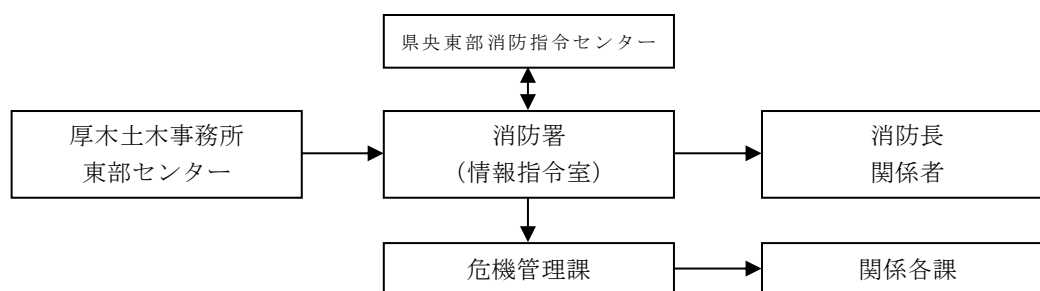 県央東部消防指令センター
厚木土木事務所
東部センター
消防署
（情報指令室）
消防長
関係者
危機管理課
関係各課